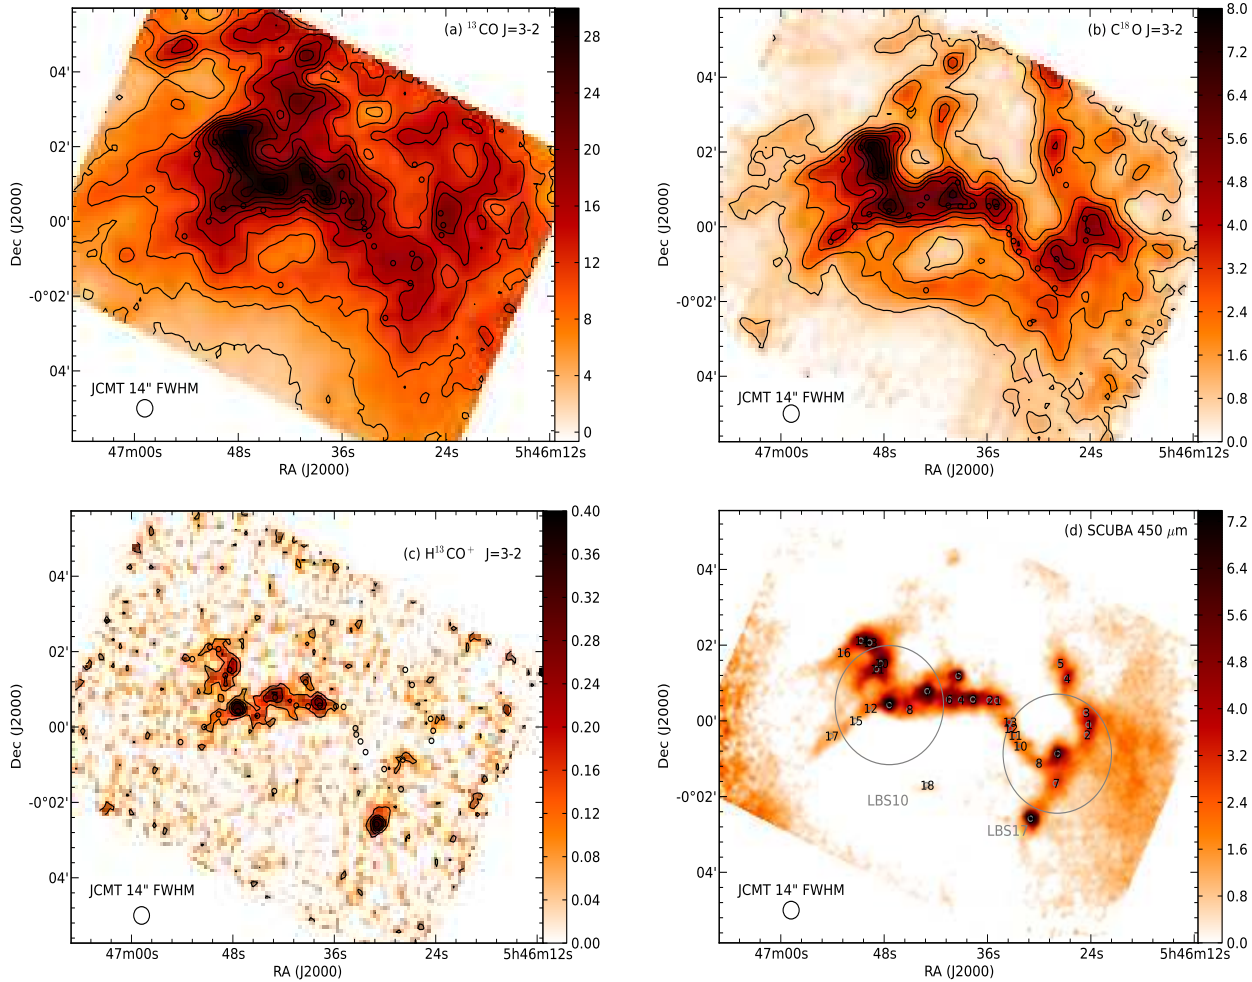 (a) ¹³CO J=3-2
28
24
20
16
12
8
4
0
04'
02'
00'
-0°02'
04'
Dec (J2000)
JCMT 14" FWHM
47m00s
48s
36s
24s
5h46m12s
RA (J2000)
(b) C¹⁸O J=3-2
8.0
7.2
6.4
5.6
4.8
4.0
3.2
2.4
1.6
0.8
0.0
04'
02'
00'
-0°02'
04'
Dec (J2000)
JCMT 14" FWHM
47m00s
48s
36s
24s
5h46m12s
RA (J2000)
(c) H¹³CO⁺ J=3-2
0.40
0.36
0.32
0.28
0.24
0.20
0.16
0.12
0.08
0.04
0.00
04'
02'
00'
-0°02'
04'
Dec (J2000)
JCMT 14" FWHM
47m00s
48s
36s
24s
5h46m12s
RA (J2000)
(d) SCUBA 450 μm
7.2
6.4
5.6
4.8
4.0
3.2
2.4
1.6
0.8
0.0
04'
02'
00'
-0°02'
04'
Dec (J2000)
16
5
4
12
8
15
17
13
11
10
3
2
8
7
18
LBS10
LBS17
JCMT 14" FWHM
47m00s
48s
36s
24s
5h46m12s
RA (J2000)